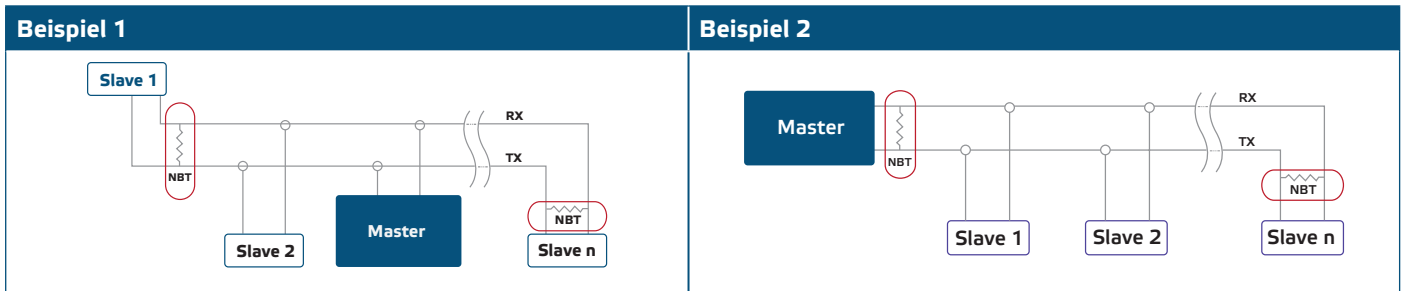 Beispiel 1
Slave 1
RX
TX
NBT
NBT
Master
Slave 2
Slave n
Beispiel 2
Master
RX
TX
NBT
NBT
Slave 1
Slave 2
Slave n